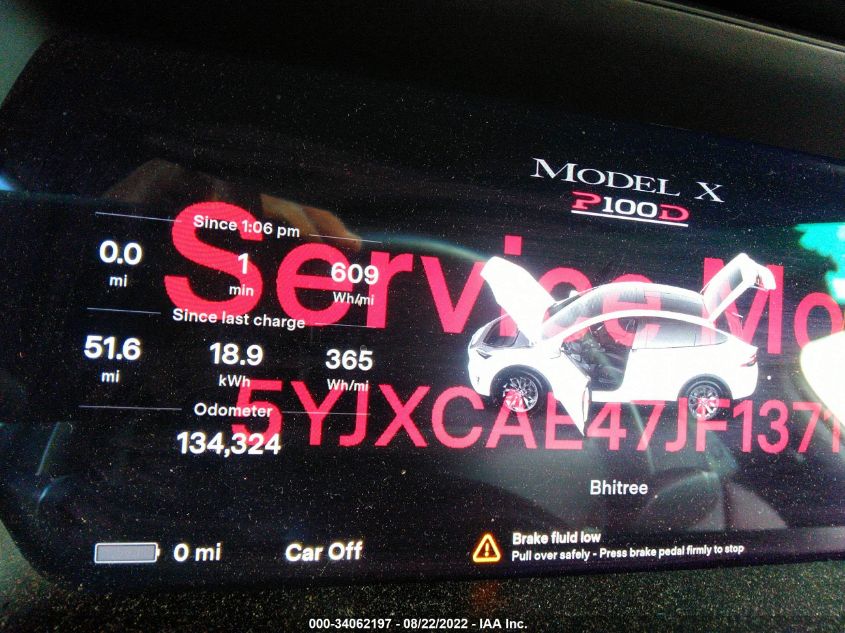 MODEL X
P100D
Since 1:06 pm
0.0 1 609
mi min Wh/mi
Since last charge
51.6 18.9 365
mi kWh Wh/mi
Odometer
134,324
Service Mo
5YJXCAE47JF1371
Bhitree
0 mi Car Off
Brake fluid low
Pull over safely - Press brake pedal firmly to stop
000-34062197 - 08/22/2022 - IAA Inc.